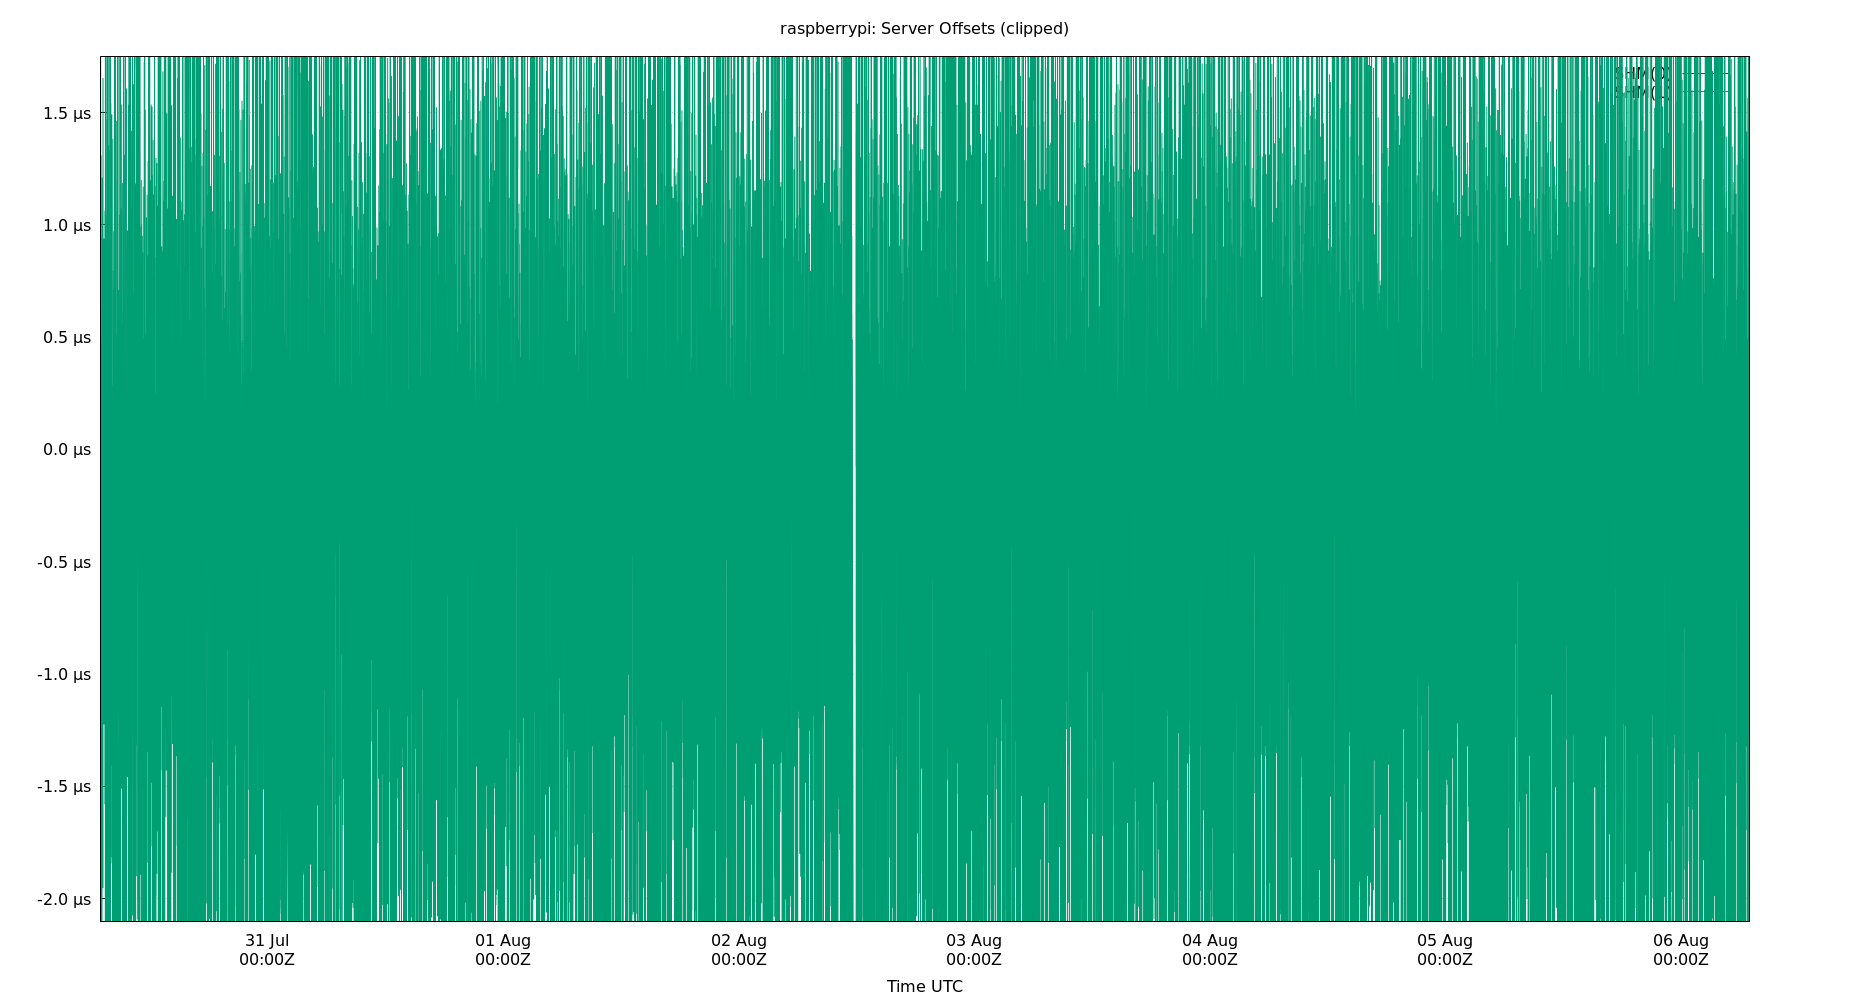 raspberrypi: Server Offsets (clipped)
SHM(0)
1.5 µs
1.0 µs
0.5 µs
0.0 µs
-0.5 µs
-1.0 µs
-1.5 µs
-2.0 µs
31 Jul
00:00Z
01 Aug
00:00Z
02 Aug
00:00Z
03 Aug
00:00Z
04 Aug
00:00Z
05 Aug
00:00Z
06 Aug
00:00Z
Time UTC